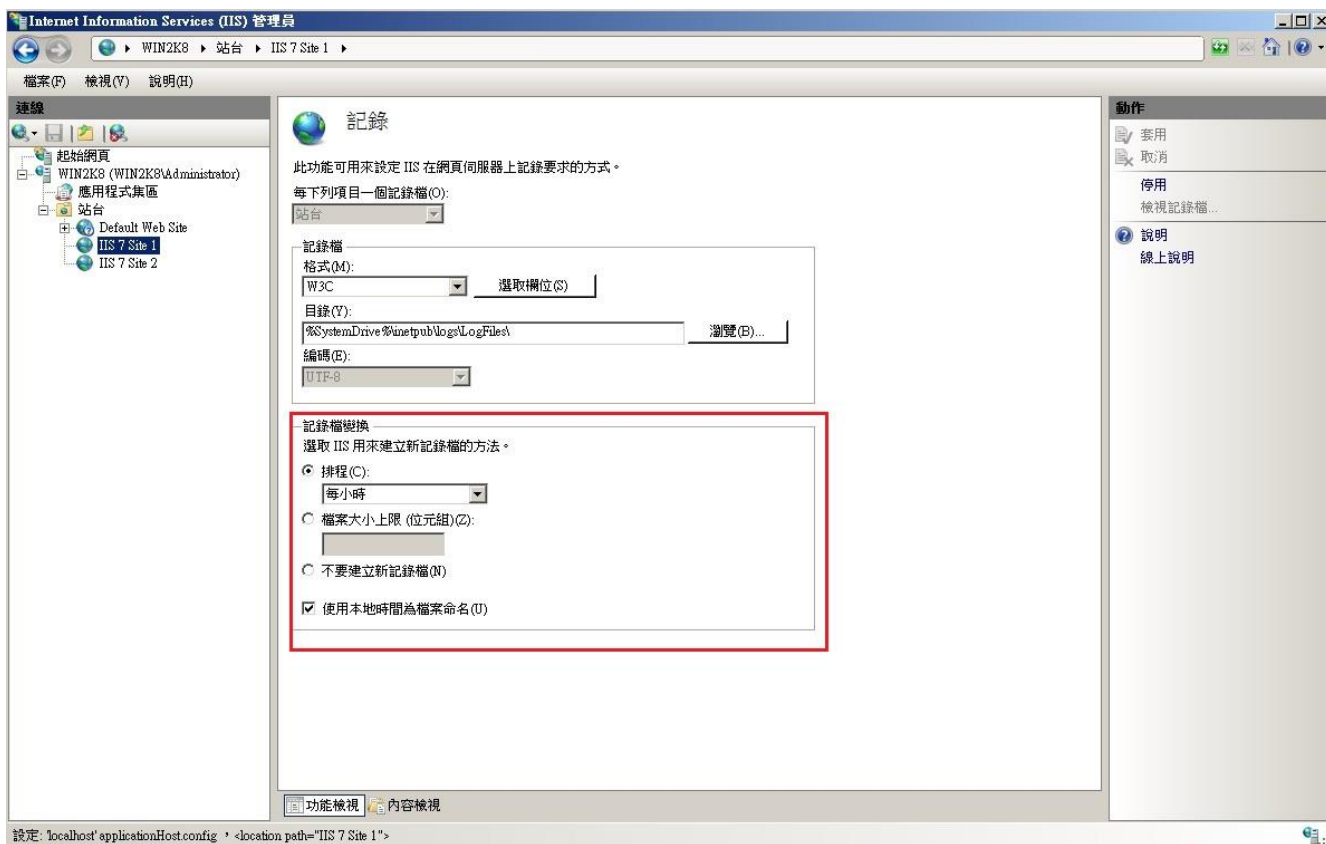 Internet Information Services (IIS) 管理員
WIN2K8 ▸ 站台 ▸ IIS 7 Site 1 ▸
檔案(F) 檢視(V) 說明(H)
連線
起始網頁
WIN2K8 (WIN2K8\Administrator)
應用程式集區
站台
Default Web Site
IIS 7 Site 1
IIS 7 Site 2
記錄
此功能可用來設定 IIS 在網頁伺服器上記錄要求的方式。
每下列項目一個記錄檔(O):
站台
記錄檔
格式(M):
W3C 選取欄位(S)
目錄(Y):
%SystemDrive%\inetpub\logs\LogFiles\ 瀏覽(B)...
編碼(E):
UTF-8
記錄檔變換
選取 IIS 用來建立新記錄檔的方法。
排程(C):
每小時
檔案大小上限 (位元組)(Z):
不要建立新記錄檔(N)
使用本地時間為檔案命名(U)
功能檢視 內容檢視
動作
套用
取消
停用
檢視記錄檔...
說明
線上說明
設定: 'localhost' applicationHost.config ，<location path="IIS 7 Site 1">